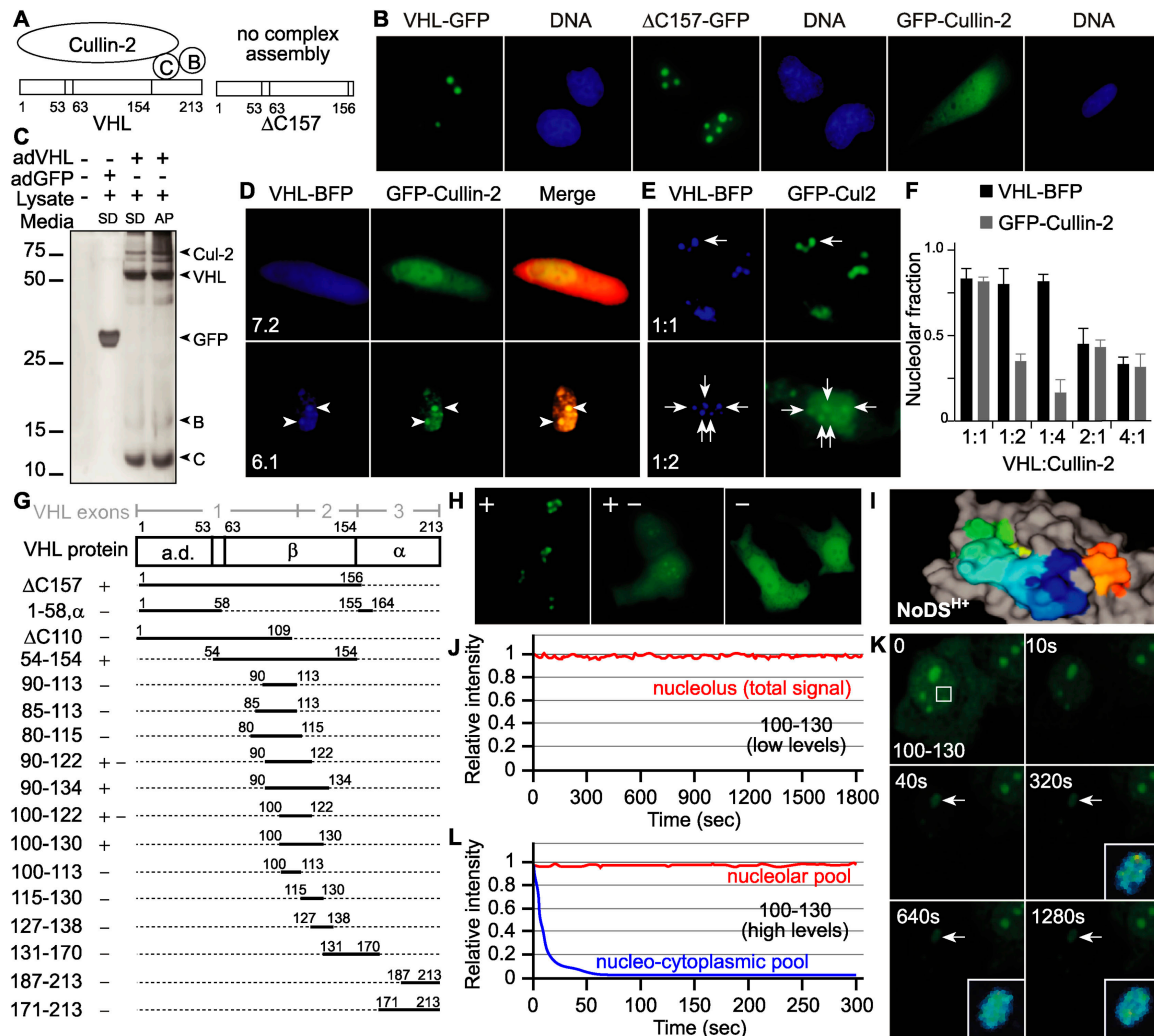 A
Cullin-2
C
B
1
53
63
154
213
VHL
no complex
assembly
1
53
63
156
ΔC157
B
VHL-GFP
DNA
ΔC157-GFP
DNA
GFP-Cullin-2
DNA
C
adVHL - - + +
adGFP - + - -
Lysate - + + +
Media SD SD AP
75
50
25
15
10
Cul-2
VHL
GFP
B
C
D
VHL-BFP
GFP-Cullin-2
Merge
7.2
6.1
E
VHL-BFP
GFP-Cul2
1:1
1:2
F
VHL-BFP
GFP-Cullin-2
Nucleolar fraction
1.0
0.5
0
1:1 1:2 1:4 2:1 4:1
VHL:Cullin-2
G
VHL exons 1 2 3
1 53 63 154 213
VHL protein a.d. β α
ΔC157 + 1 156
1-58,α - 1 58 155 164
ΔC110 - 1 109
54-154 + 54 154
90-113 - 90 113
85-113 - 85 113
80-115 - 80 115
90-122 + - 90 122
90-134 + 90 134
100-122 + - 100 122
100-130 + 100 130
100-113 - 100 113
115-130 - 115 130
127-138 - 127 138
131-170 - 131 170
187-213 - 187 213
171-213 - 171 213
H
+
+ -
-
I
NoDSH+
J
Relative intensity
1
0.8
0.6
0.4
0.2
0
nucleolus (total signal)
100-130
(low levels)
0 300 600 900 1200 1500 1800
Time (sec)
K
0
100-130
10s
40s
320s
640s
1280s
L
Relative intensity
1
0.8
0.6
0.4
0.2
0
nucleolar pool
100-130
(high levels)
nucleo-cytoplasmic pool
0 50 100 150 200 250 300
Time (sec)